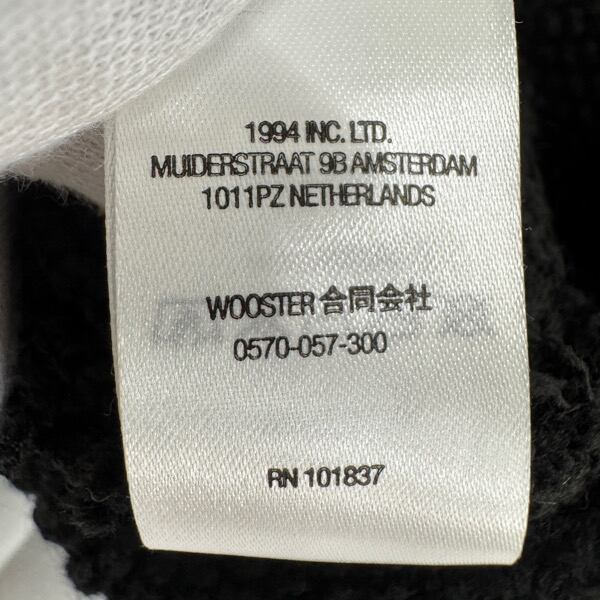 1994 INC. LTD.
MUIDERSTRAAT 9B AMSTERDAM
1011PZ NETHERLANDS
WOOSTER 合同会社
0570-057-300
RN 101837